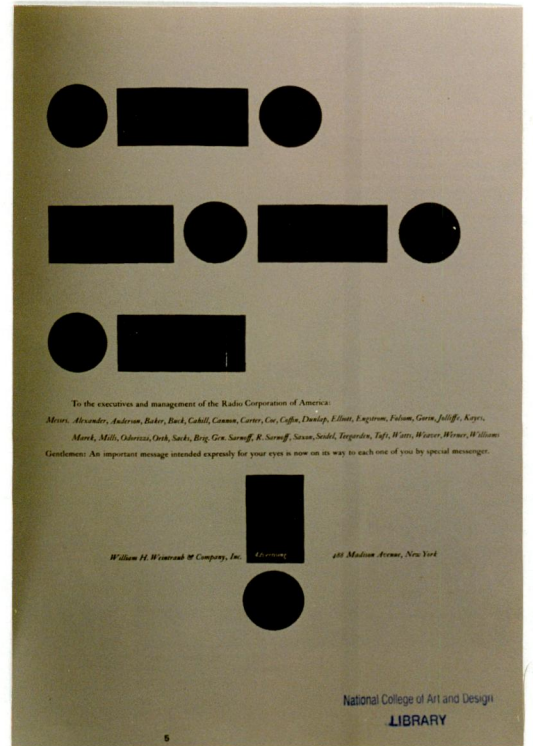 To the executives and management of the Radio Corporation of America:
Messrs. Alexander, Anderson, Baker, Buck, Cahill, Cannon, Carter, Coe, Coffin, Dunlap, Elliott, Engstrom, Folsom, Gorin, Jolliffe, Kayes,
Marek, Mills, Odorizzi, Orth, Sacks, Brig. Gen. Sarnoff, R. Sarnoff, Saxon, Seidel, Teegarden, Tuft, Watts, Weaver, Werner, Williams
Gentlemen: An important message intended expressly for your eyes is now on its way to each one of you by special messenger.
William H. Weintraub & Company, Inc. Advertising 488 Madison Avenue, New York
National College of Art and Design
LIBRARY
5